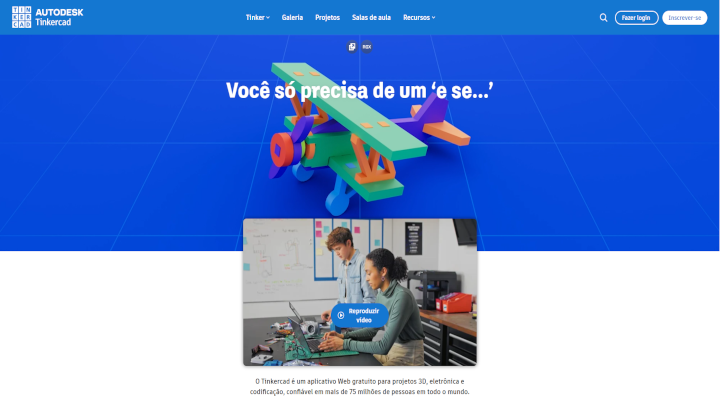 TIN
KER
CAD
AUTODESK
Tinkercad
Tinker
Galeria
Projetos
Salas de aula
Recursos
Fazer login
Inscrever-se
Você só precisa de um ‘e se...’
Reproduzir
vídeo
O Tinkercad é um aplicativo Web gratuito para projetos 3D, eletrônica e
codificação, confiável em mais de 75 milhões de pessoas em todo o mundo.